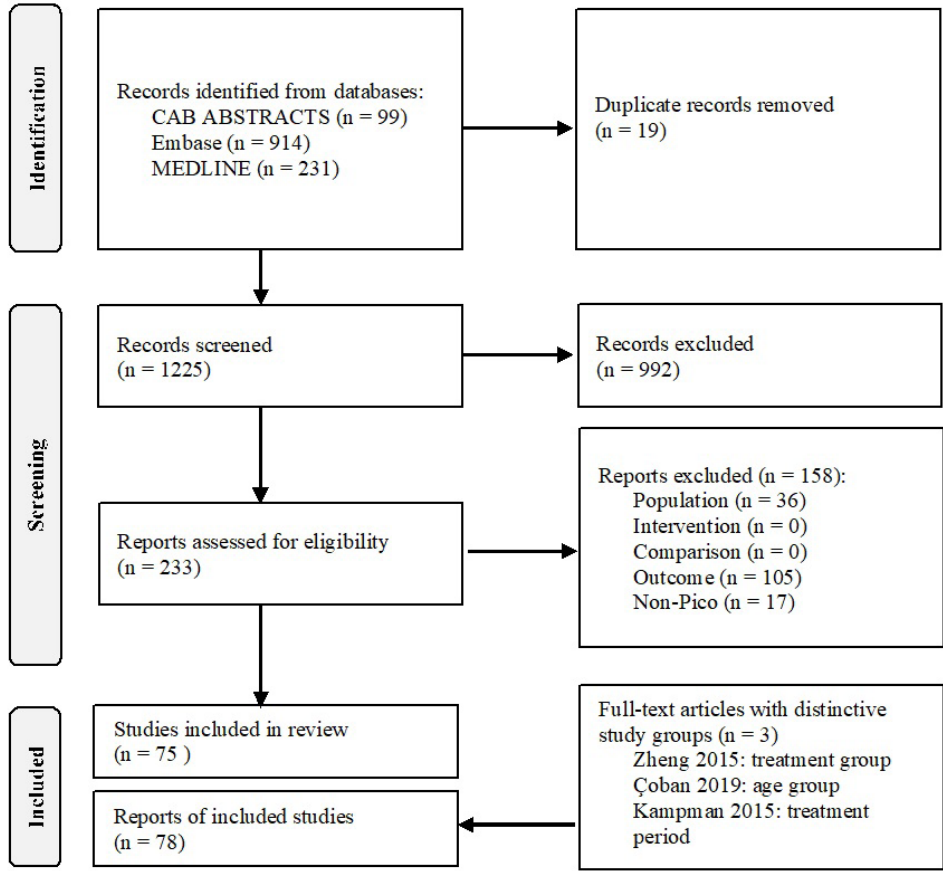 Identification
Records identified from databases:
CAB ABSTRACTS (n = 99)
Embase (n = 914)
MEDLINE (n = 231)
Duplicate records removed
(n = 19)
Screening
Records screened
(n = 1225)
Records excluded
(n = 992)
Reports assessed for eligibility
(n = 233)
Reports excluded (n = 158):
Population (n = 36)
Intervention (n = 0)
Comparison (n = 0)
Outcome (n = 105)
Non-Pico (n = 17)
Included
Studies included in review
(n = 75 )
Reports of included studies
(n = 78)
Full-text articles with distinctive
study groups (n = 3)
Zheng 2015: treatment group
Çoban 2019: age group
Kampman 2015: treatment
period